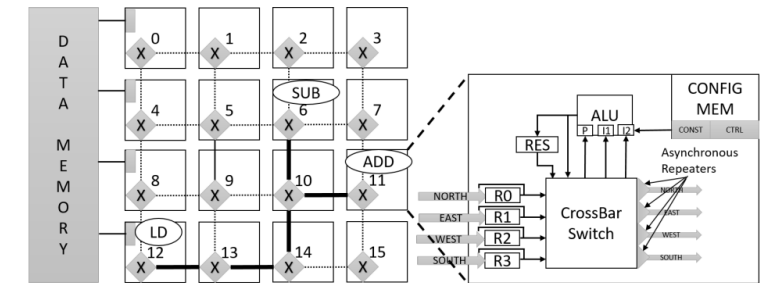 DATA MEMORY
0
1
2
3
X
X
X
X
SUB
4
5
6
7
X
X
X
X
ADD
8
9
10
11
X
X
X
X
LD
12
13
14
15
X
X
X
X
CONFIG
MEM
CONST
CTRL
ALU
P
I1
I2
RES
Asynchronous
Repeaters
NORTH
R0
EAST
R1
WEST
R2
SOUTH
R3
CrossBar
Switch
NORTH
EAST
WEST
SOUTH